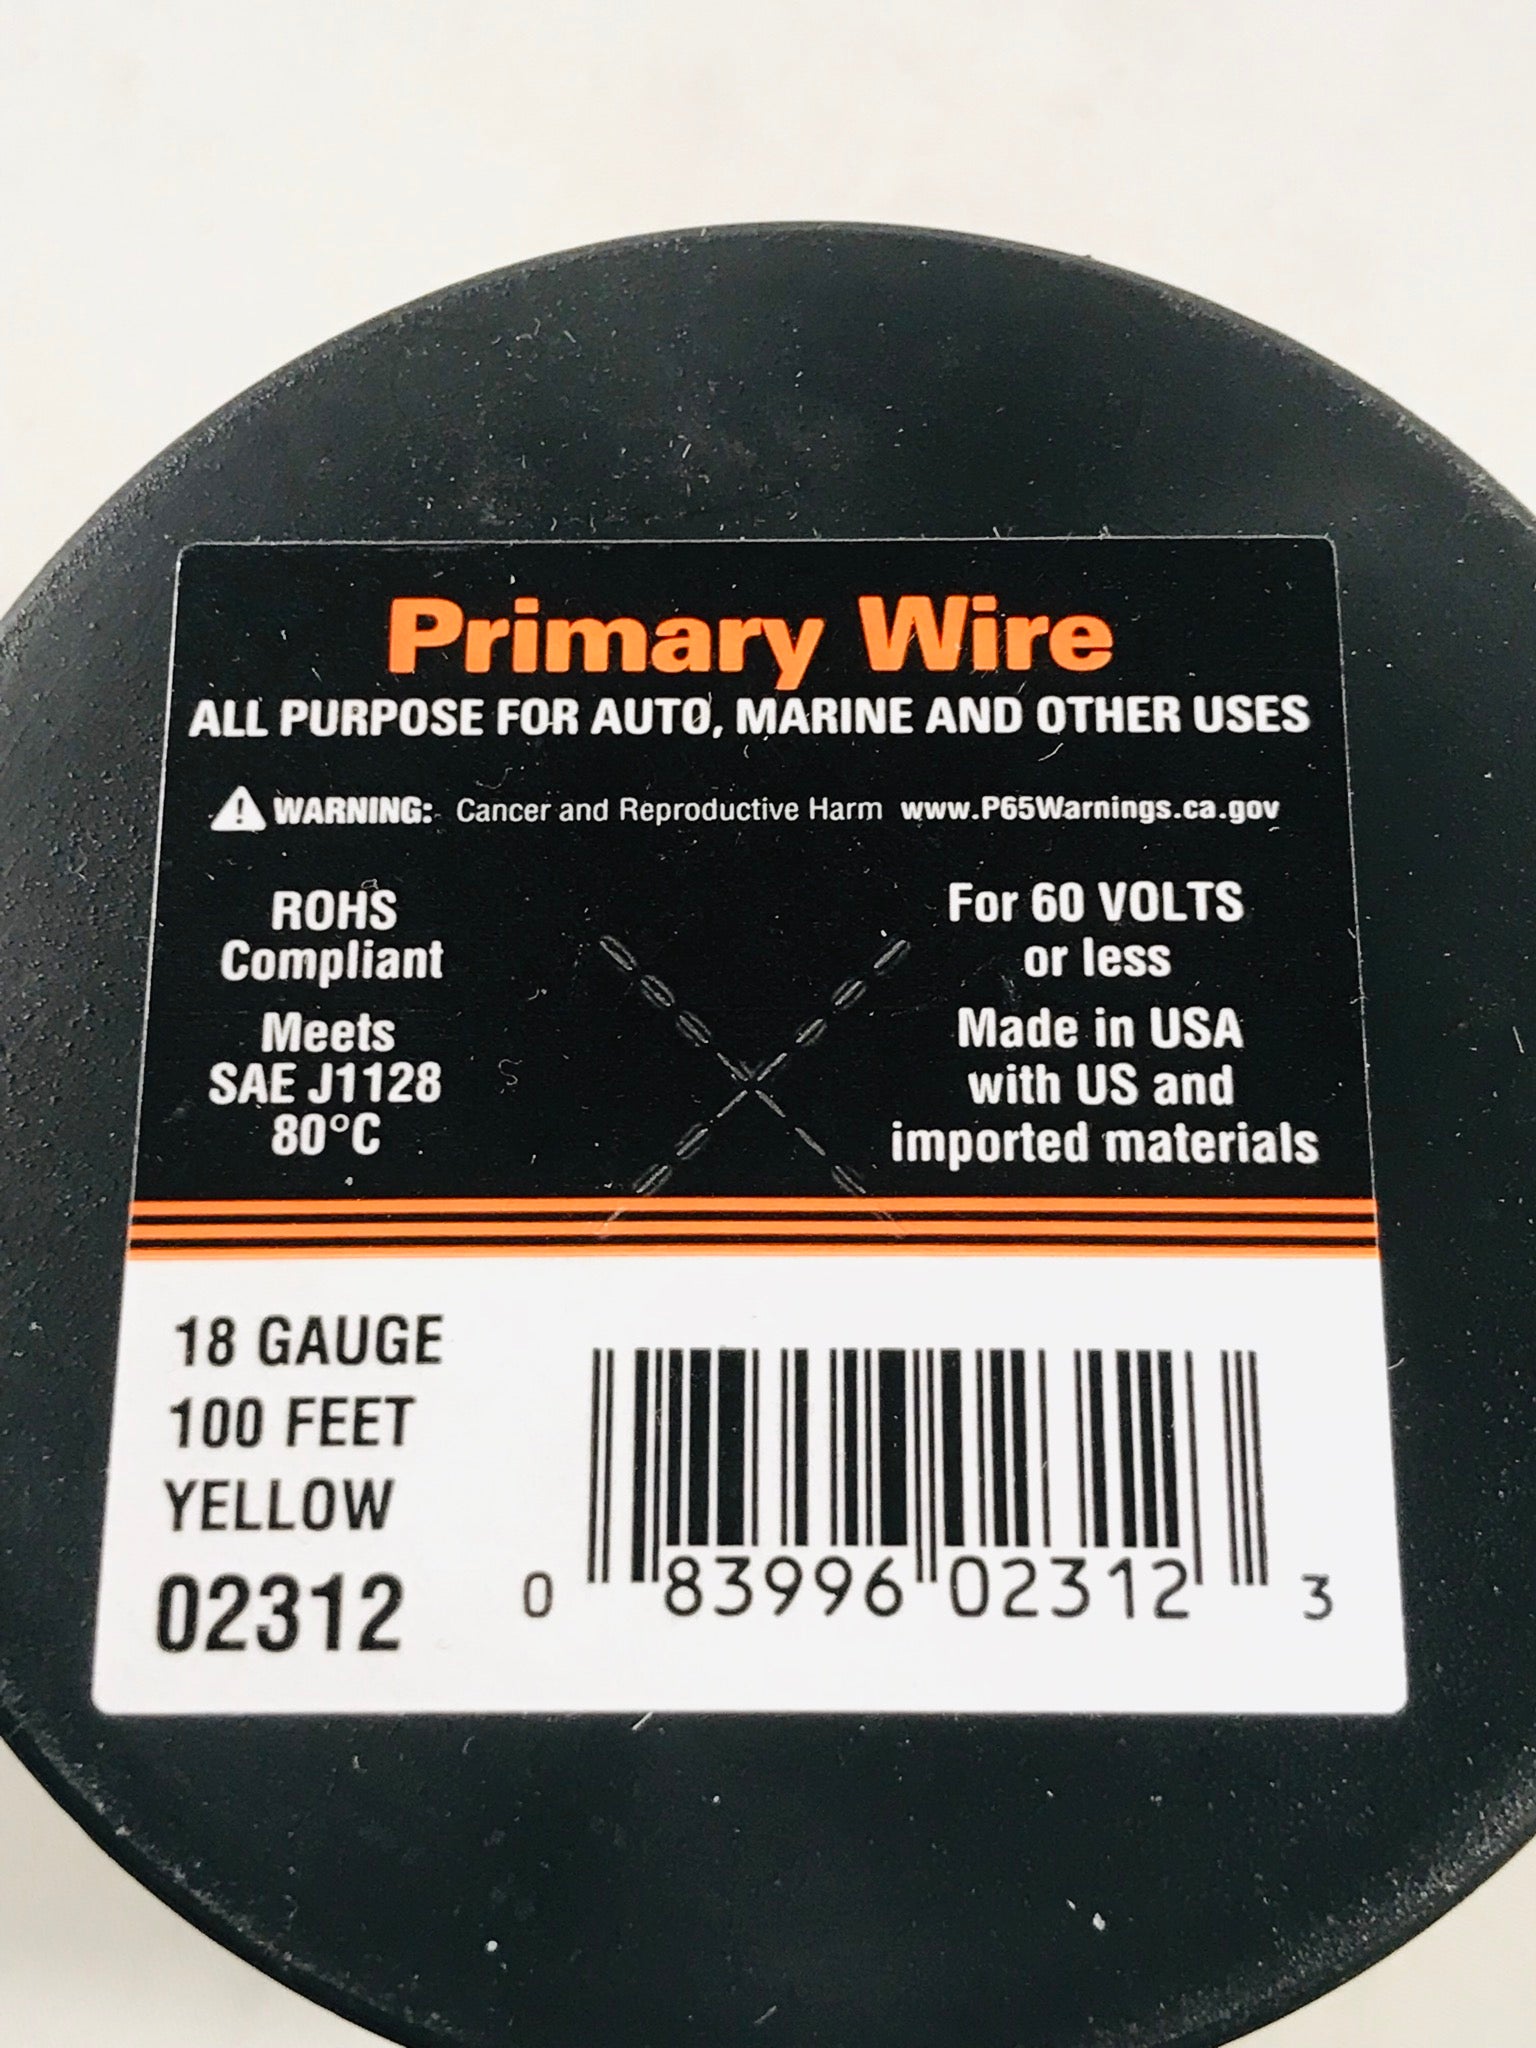 Primary Wire
ALL PURPOSE FOR AUTO, MARINE AND OTHER USES
WARNING: Cancer and Reproductive Harm www.P65Warnings.ca.gov
ROHS
Compliant
Meets
SAE J1128
80°C
For 60 VOLTS
or less
Made in USA
with US and
imported materials
18 GAUGE
100 FEET
YELLOW
02312
0 83996 02312 3